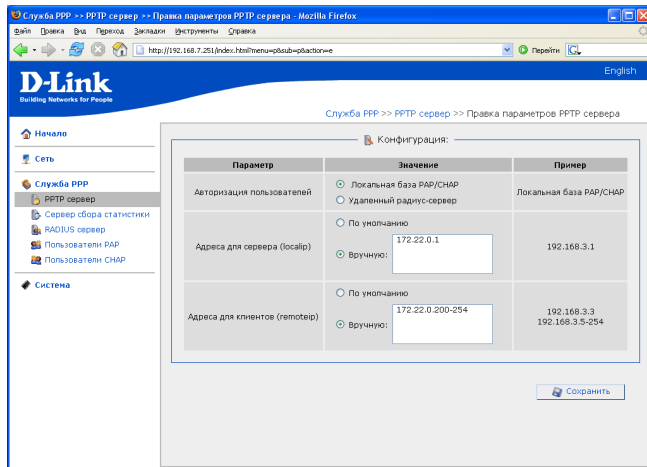 Служба PPP >> PPTP сервер >> Правка параметров PPTP сервера - Mozilla Firefox
Файл Правка Вид Переход Закладки Инструменты Справка
http://192.168.7.251/index.html?menu=p8&sub=p8action=e
Перейти
English
D-Link
Building Networks for People
Служба PPP >> PPTP сервер >> Правка параметров PPTP сервера
Начало
Сеть
Служба PPP
PPTP сервер
Сервер сбора статистики
RADIUS сервер
Пользователи PAP
Пользователи CHAP
Система
Конфигурация:
Параметр Значение Пример
Авторизация пользователей
Локальная база PAP/CHAP
Удаленный радиус-сервер
Локальная база PAP/CHAP
Адреса для сервера (localip)
По умолчанию
Вручную:
172.22.0.1
192.168.3.1
Адреса для клиентов (remoteip)
По умолчанию
Вручную:
172.22.0.200-254
192.168.3.3
192.168.3.5-254
Сохранить